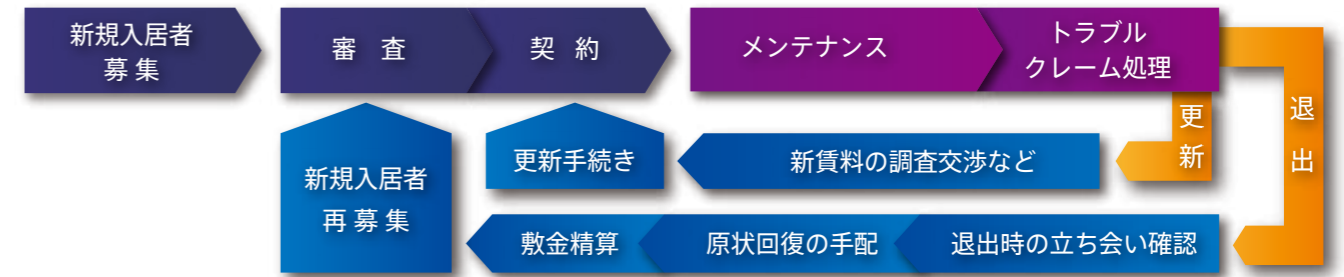 新規入居者
募集
審　査
契　約
メンテナンス
トラブル
クレーム処理
更新
退出
新賃料の調査交渉など
更新手続き
退出時の立ち会い確認
原状回復の手配
敷金精算
新規入居者
再募集